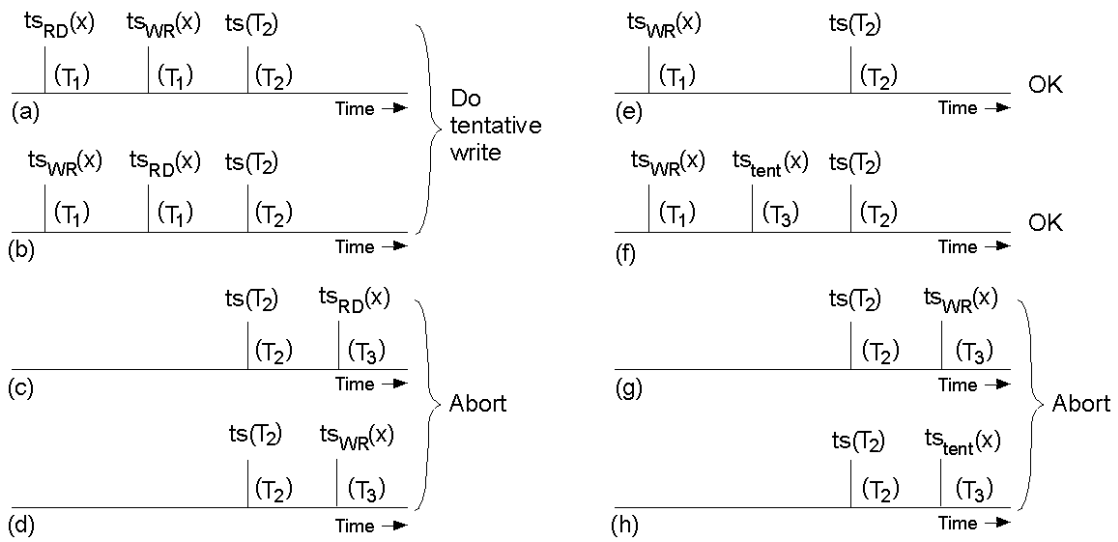 ts_RD(x) ts_WR(x) ts(T_2)
(T_1) (T_1) (T_2)
(a) Time
ts_WR(x) ts_RD(x) ts(T_2)
(T_1) (T_1) (T_2)
(b) Time
Do
tentative
write
ts(T_2) ts_RD(x)
(T_2) (T_3)
(c) Time
ts(T_2) ts_WR(x)
(T_2) (T_3)
(d) Time
Abort
ts_WR(x) ts(T_2)
(T_1) (T_2) OK
(e) Time
ts_WR(x) ts_tent(x) ts(T_2)
(T_1) (T_3) (T_2) OK
(f) Time
ts(T_2) ts_WR(x)
(T_2) (T_3)
(g) Time
ts(T_2) ts_tent(x)
(T_2) (T_3)
(h) Time
Abort